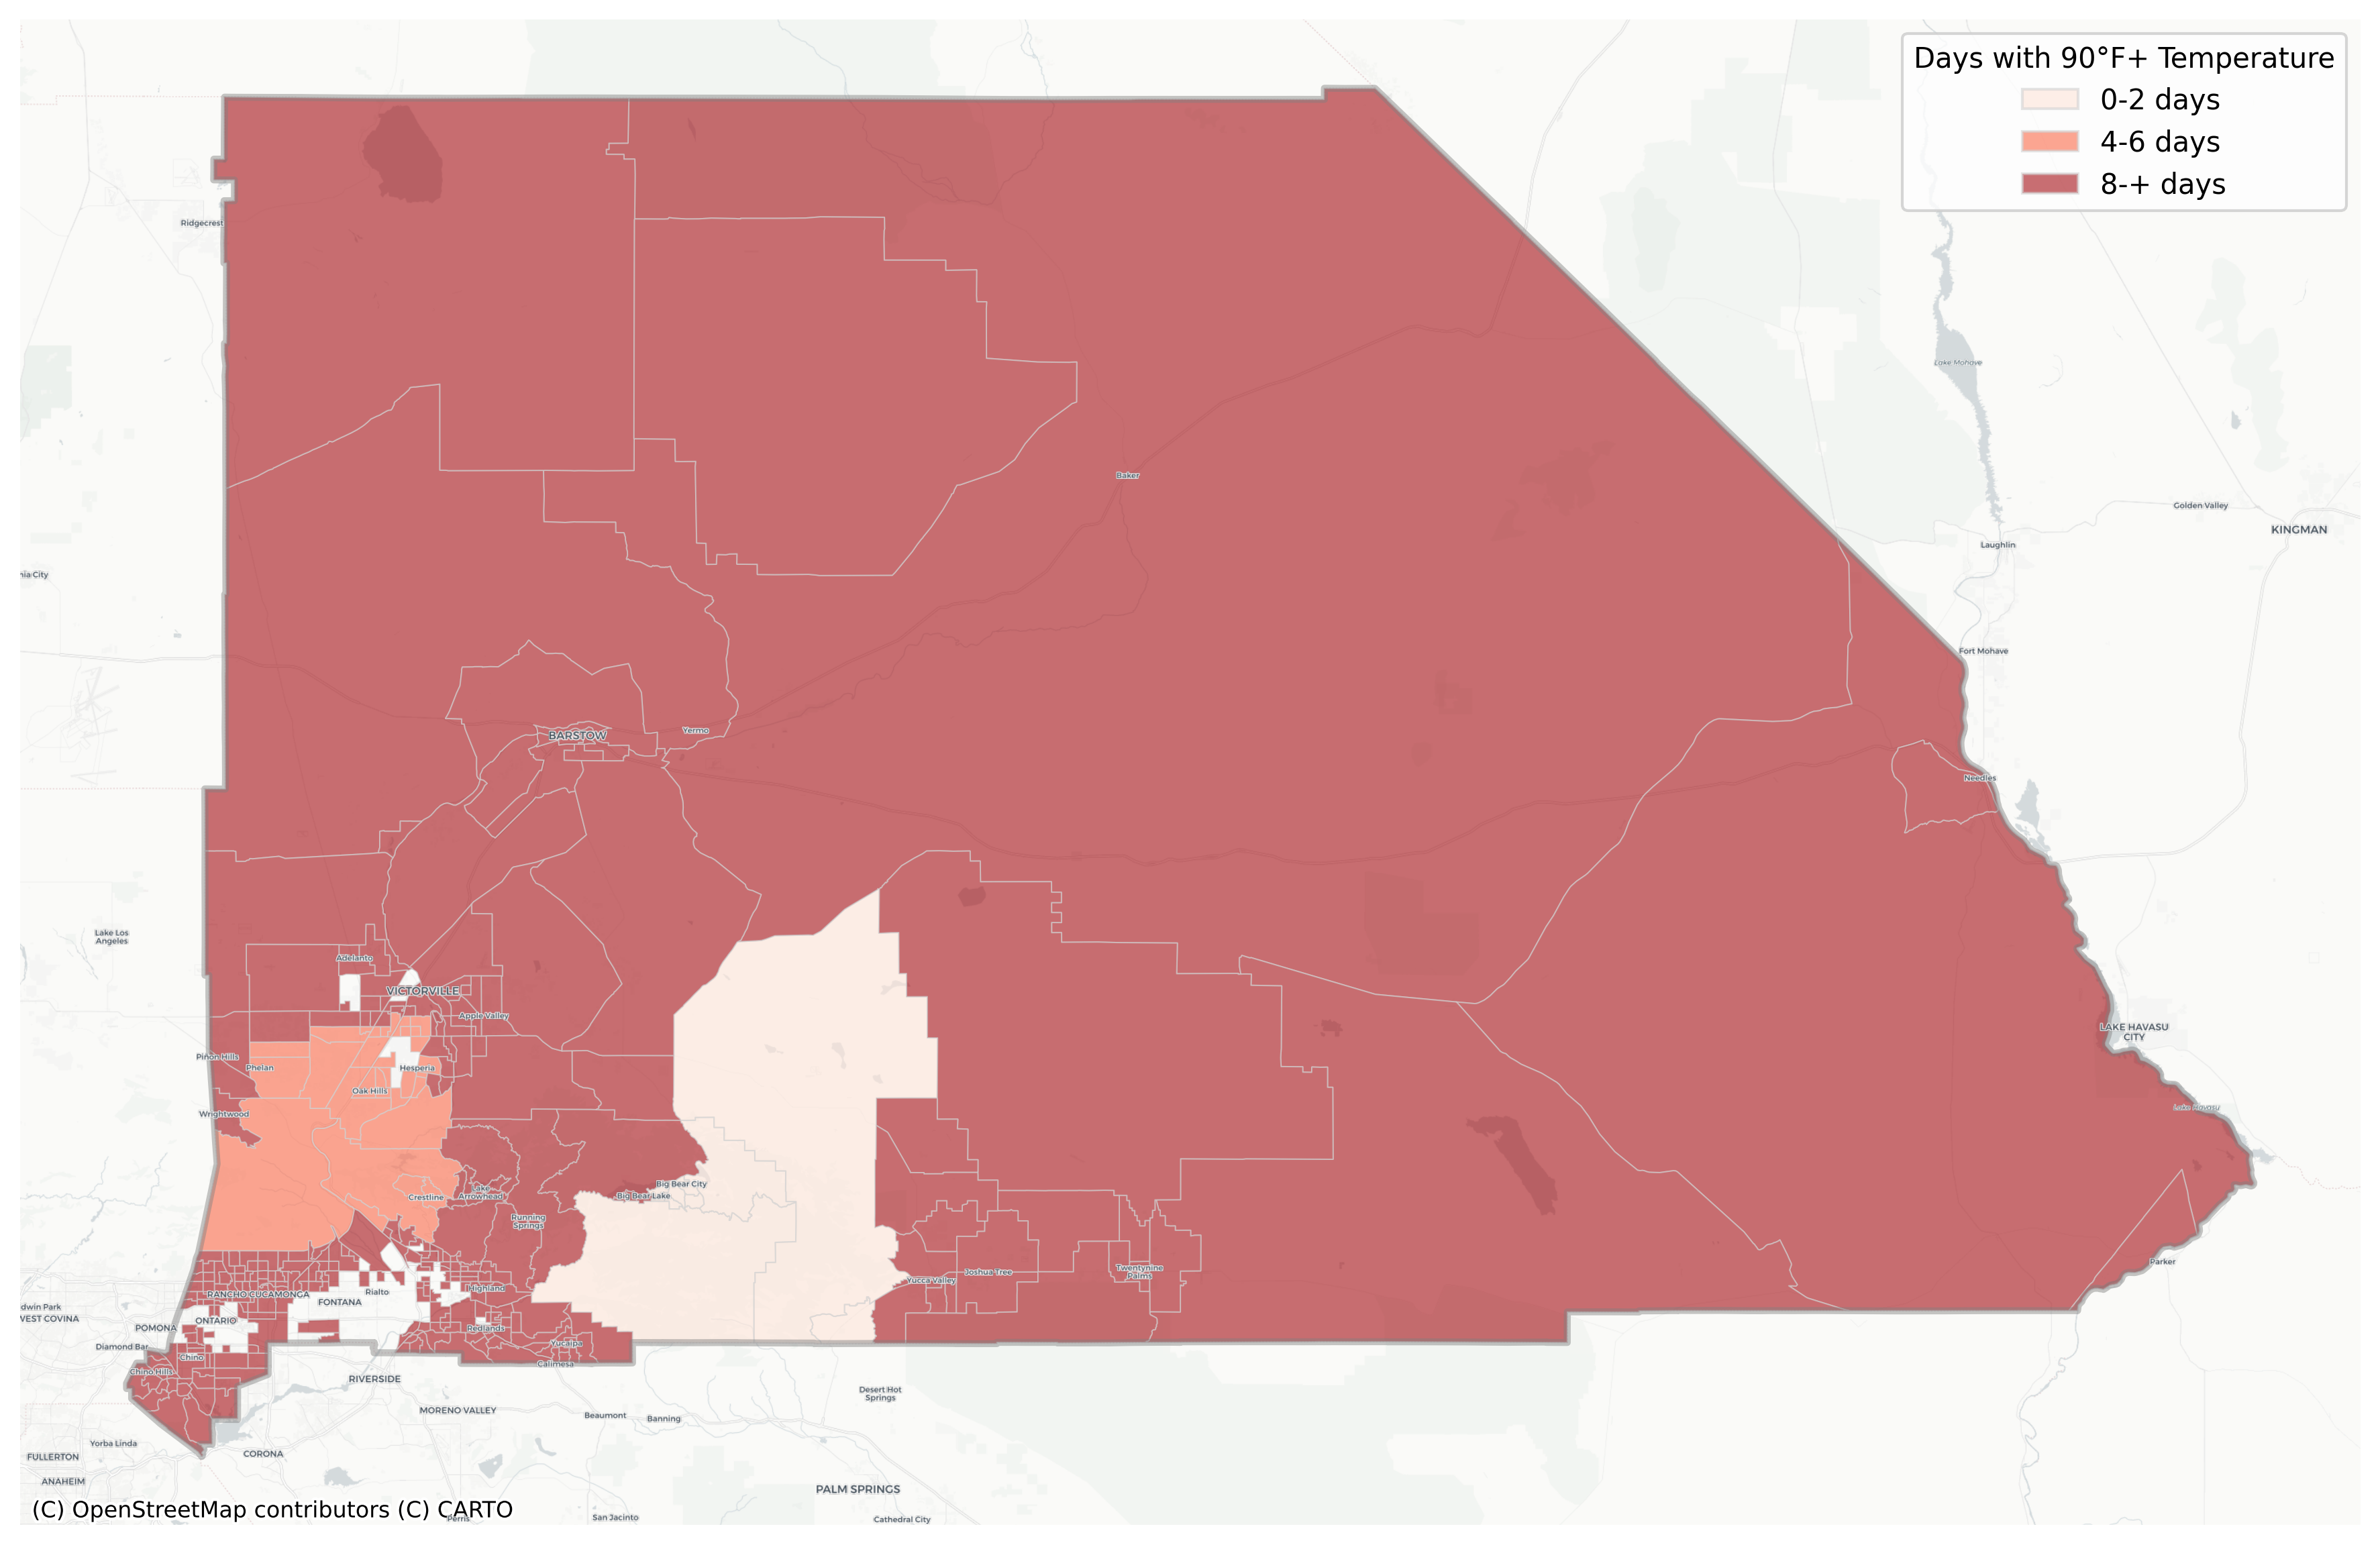 Days with 90°F+ Temperature
0-2 days
4-6 days
8-+ days
Ridgecrest
Lake Mohave
Baker
Golden Valley
KINGMAN
Laughlin
nia City
Fort Mohave
BARSTOW
Yermo
Needles
Lake Los
Angeles
Adelanto
VICTORVILLE
Apple Valley
LAKE HAVASU
CITY
Piñon Hills
Phelan
Hesperia
Oak Hills
Wrightwood
Lake Havasu
Big Bear City
Lake
Arrowhead
Big Bear Lake
Crestline
Running
Springs
Parker
Joshua Tree
Twentynine
Palms
Yucca Valley
Highland
Rialto
RANCHO CUCAMONGA
FONTANA
dwin Park
WEST COVINA
ONTARIO
POMONA
Redlands
Diamond Bar
Yucaipa
Chino
Calimesa
Chino Hills
RIVERSIDE
Desert Hot
Springs
MORENO VALLEY
Beaumont
Banning
Yorba Linda
CORONA
FULLERTON
ANAHEIM
PALM SPRINGS
(C) OpenStreetMap contributors (C) CARTO
Perris
San Jacinto
Cathedral City